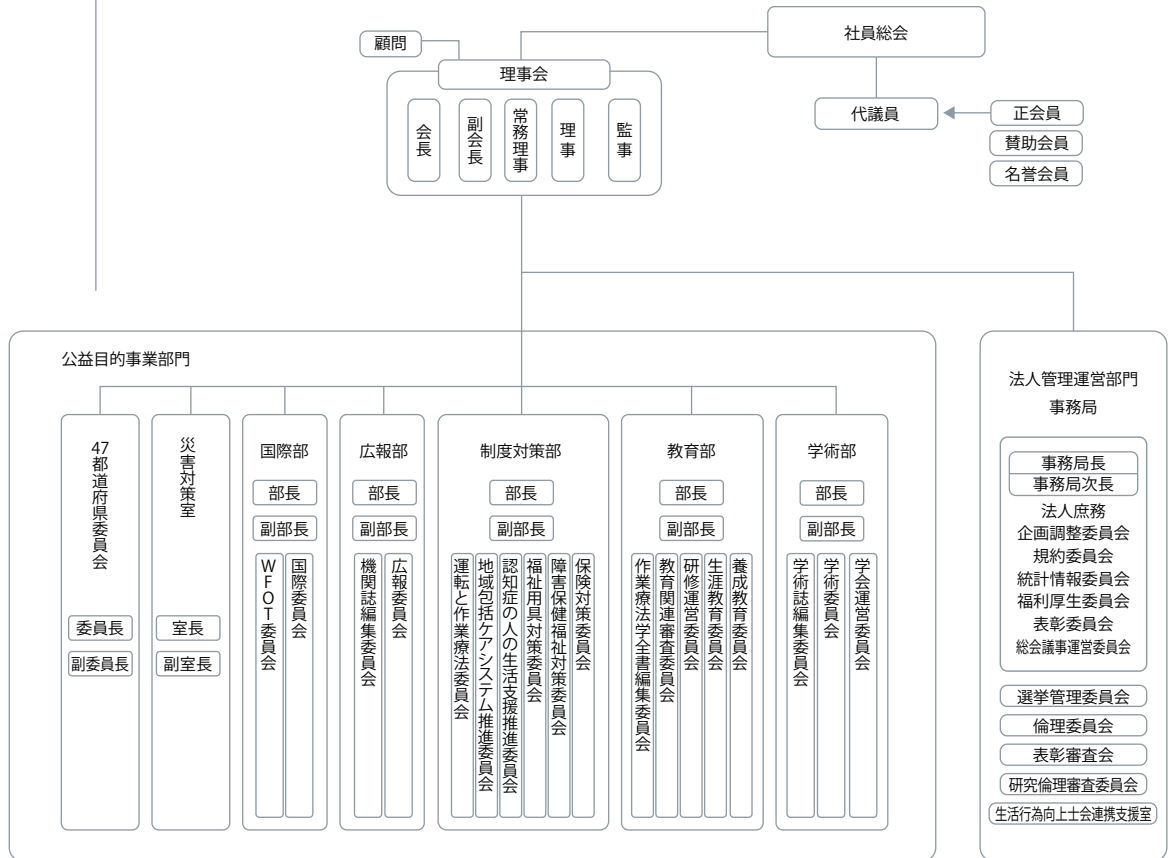 社員総会
顧問
理事会
会長
副会長
常務理事
理事
監事
代議員
正会員
賛助会員
名誉会員
公益目的事業部門
47都道府県委員会
委員長
副委員長
災害対策室
室長
副室長
国際部
部長
副部長
WFOT委員会
国際委員会
広報部
部長
副部長
機関誌編集委員会
広報委員会
制度対策部
部長
副部長
運転と作業療法委員会
地域包括ケアシステム推進委員会
認知症の人の生活支援推進委員会
福祉用具対策委員会
障害保健福祉対策委員会
保険対策委員会
教育部
部長
副部長
作業療法学全書編集委員会
教育関連審査委員会
研修運営委員会
生涯教育委員会
養成教育委員会
学術部
部長
副部長
学術誌編集委員会
学術委員会
学会運営委員会
法人管理運営部門
事務局
事務局長
事務局次長
法人庶務
企画調整委員会
規約委員会
統計情報委員会
福利厚生委員会
表彰委員会
総会議事運営委員会
選挙管理委員会
倫理委員会
表彰審査会
研究倫理審査委員会
生活行為向上士会連携支援室